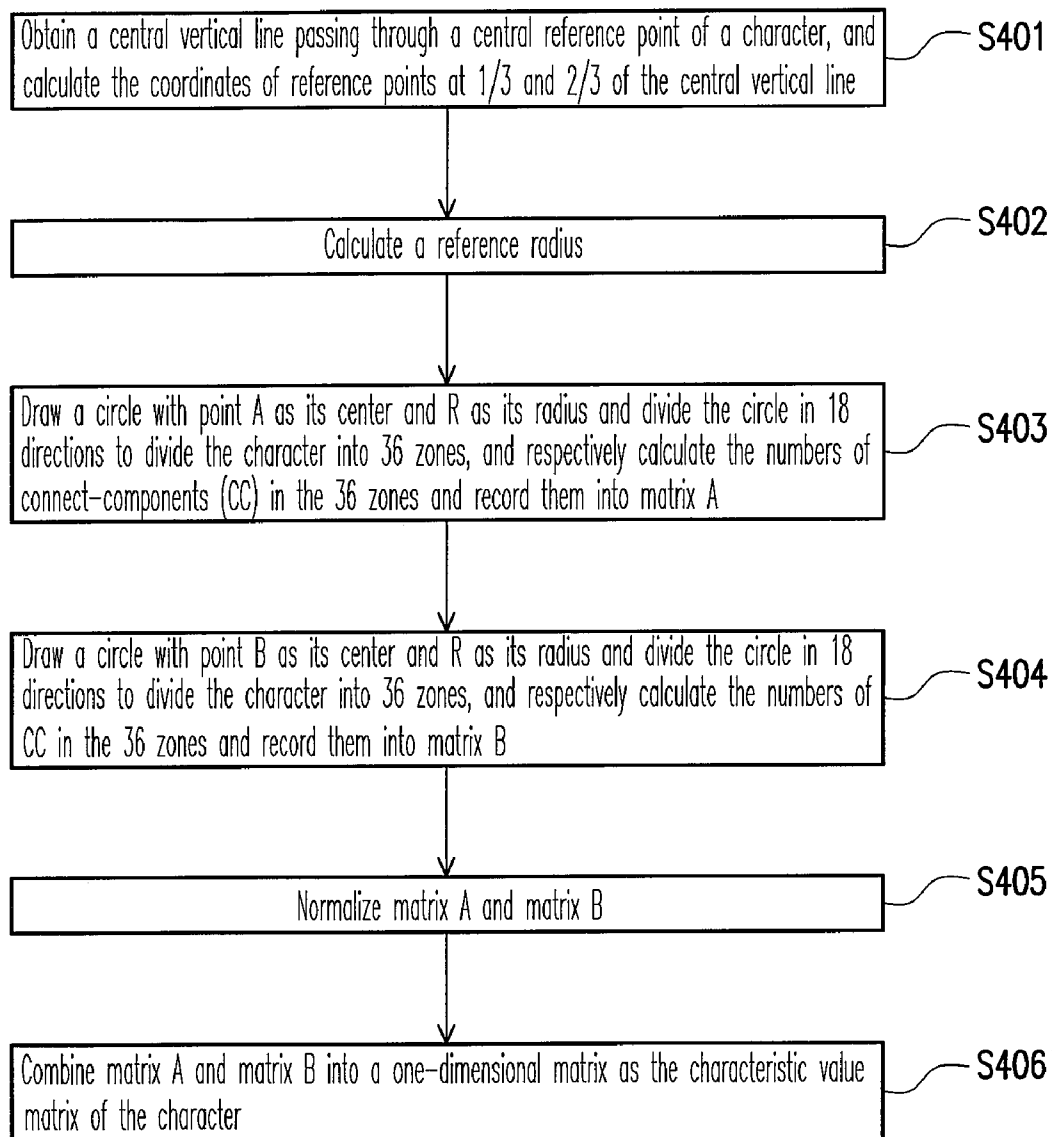 Obtain a central vertical line passing through a central reference point of a character, and
calculate the coordinates of reference points at 1/3 and 2/3 of the central vertical line
S401
Calculate a reference radius
S402
Draw a circle with point A as its center and R as its radius and divide the circle in 18
directions to divide the character into 36 zones, and respectively calculate the numbers of
connect-components (CC) in the 36 zones and record them into matrix A
S403
Draw a circle with point B as its center and R as its radius and divide the circle in 18
directions to divide the character into 36 zones, and respectively calculate the numbers of
CC in the 36 zones and record them into matrix B
S404
Normalize matrix A and matrix B
S405
Combine matrix A and matrix B into a one-dimensional matrix as the characteristic value
matrix of the character
S406